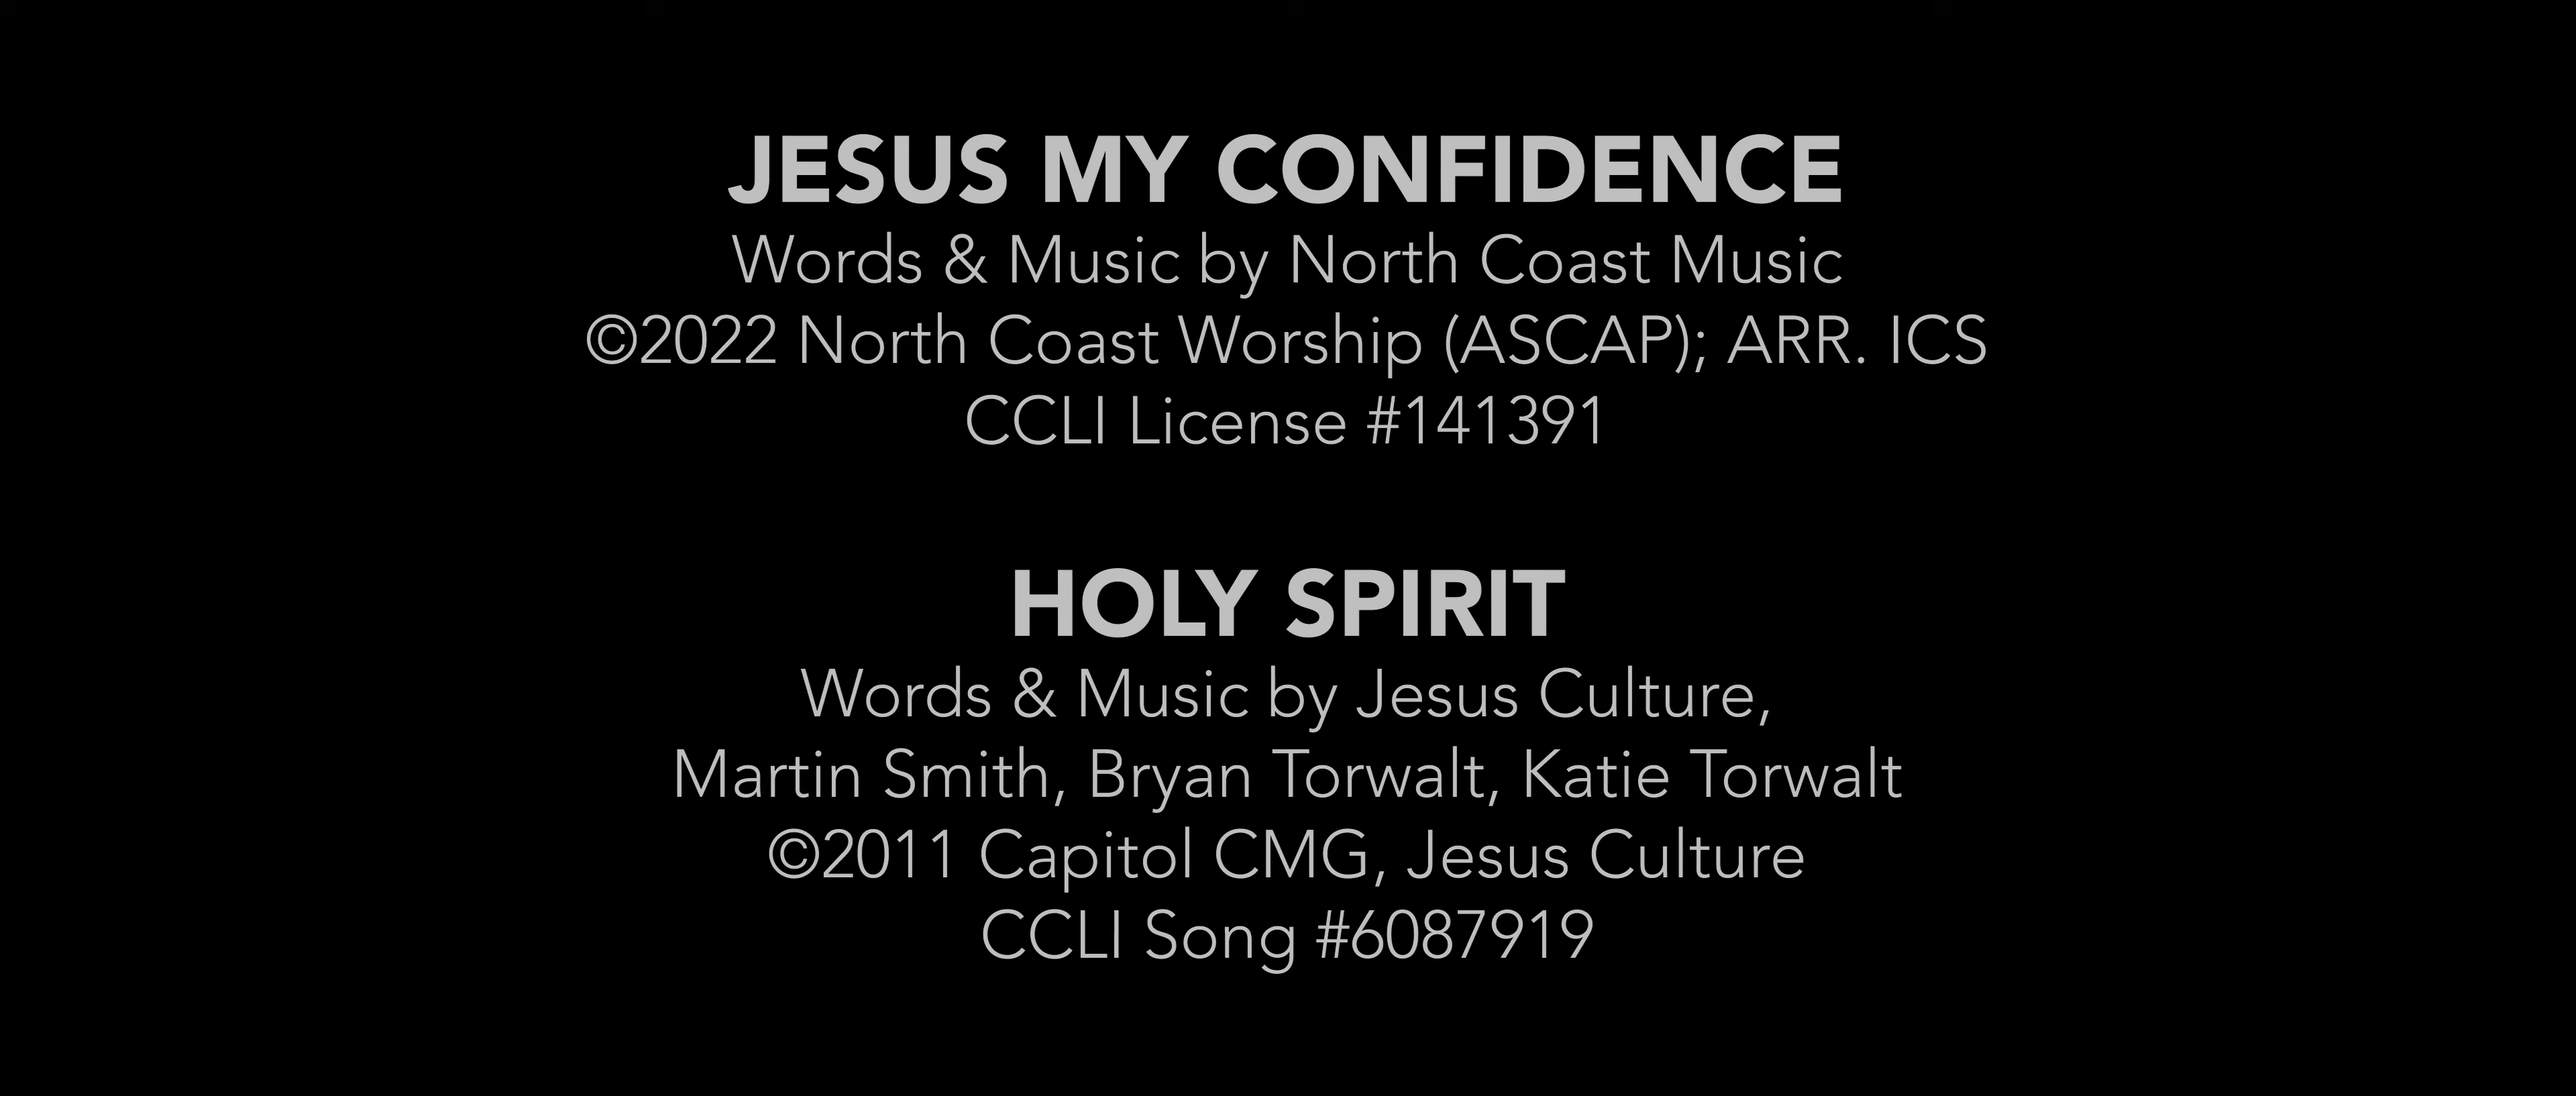 JESUS MY CONFIDENCE
Words & Music by North Coast Music
©2022 North Coast Worship (ASCAP); ARR. ICS
CCLI License #141391
HOLY SPIRIT
Words & Music by Jesus Culture,
Martin Smith, Bryan Torwalt, Katie Torwalt
©2011 Capitol CMG, Jesus Culture
CCLI Song #6087919